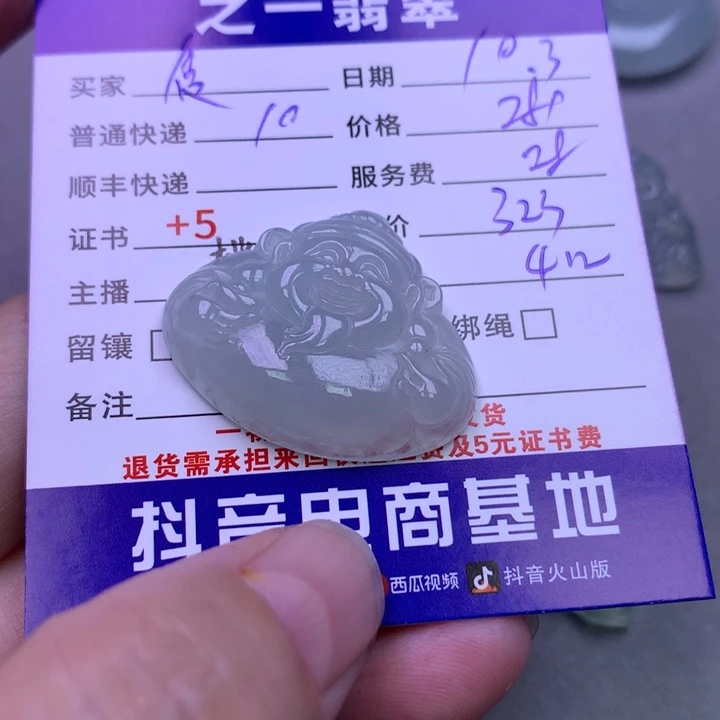 之一翡翠
买家 日期 10.3
普通快递 10 价格 28
顺丰快递 服务费 28
证书 +5 价 323
主播 412
留镶 绑绳
备注
货
退货需承担来回 费及5元证书费
抖音电商基地
西瓜视频 抖音火山版